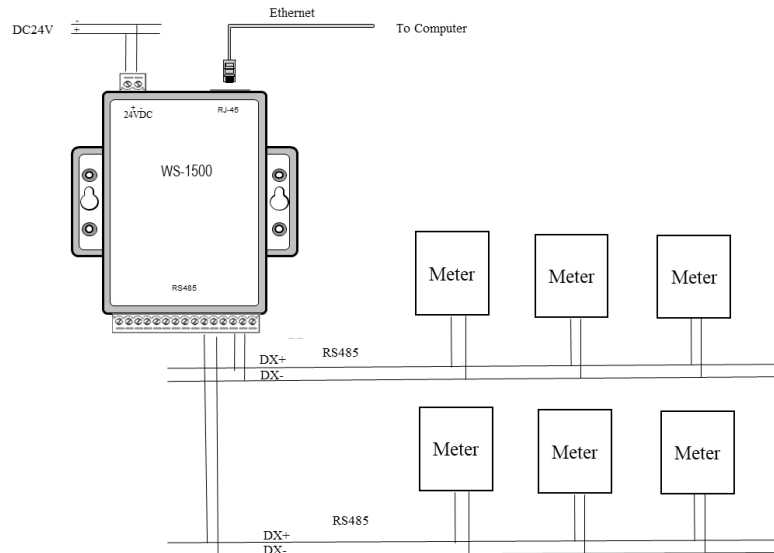 Ethernet
DC24V
-
+
To Computer
+ -
24VDC
RJ-45
WS-1500
RS485
Meter
Meter
Meter
RS485
DX+
DX-
Meter
Meter
Meter
RS485
DX+
DX-